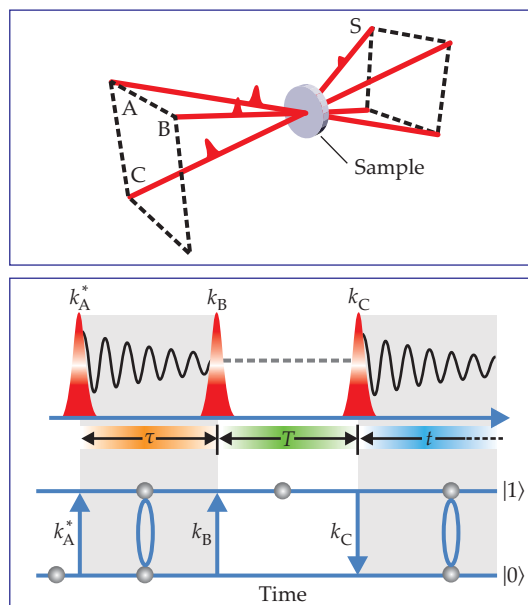 S
A
B
C
Sample
k*A kB kC
τ T t
|1⟩
k*A kB kC
|0⟩
Time